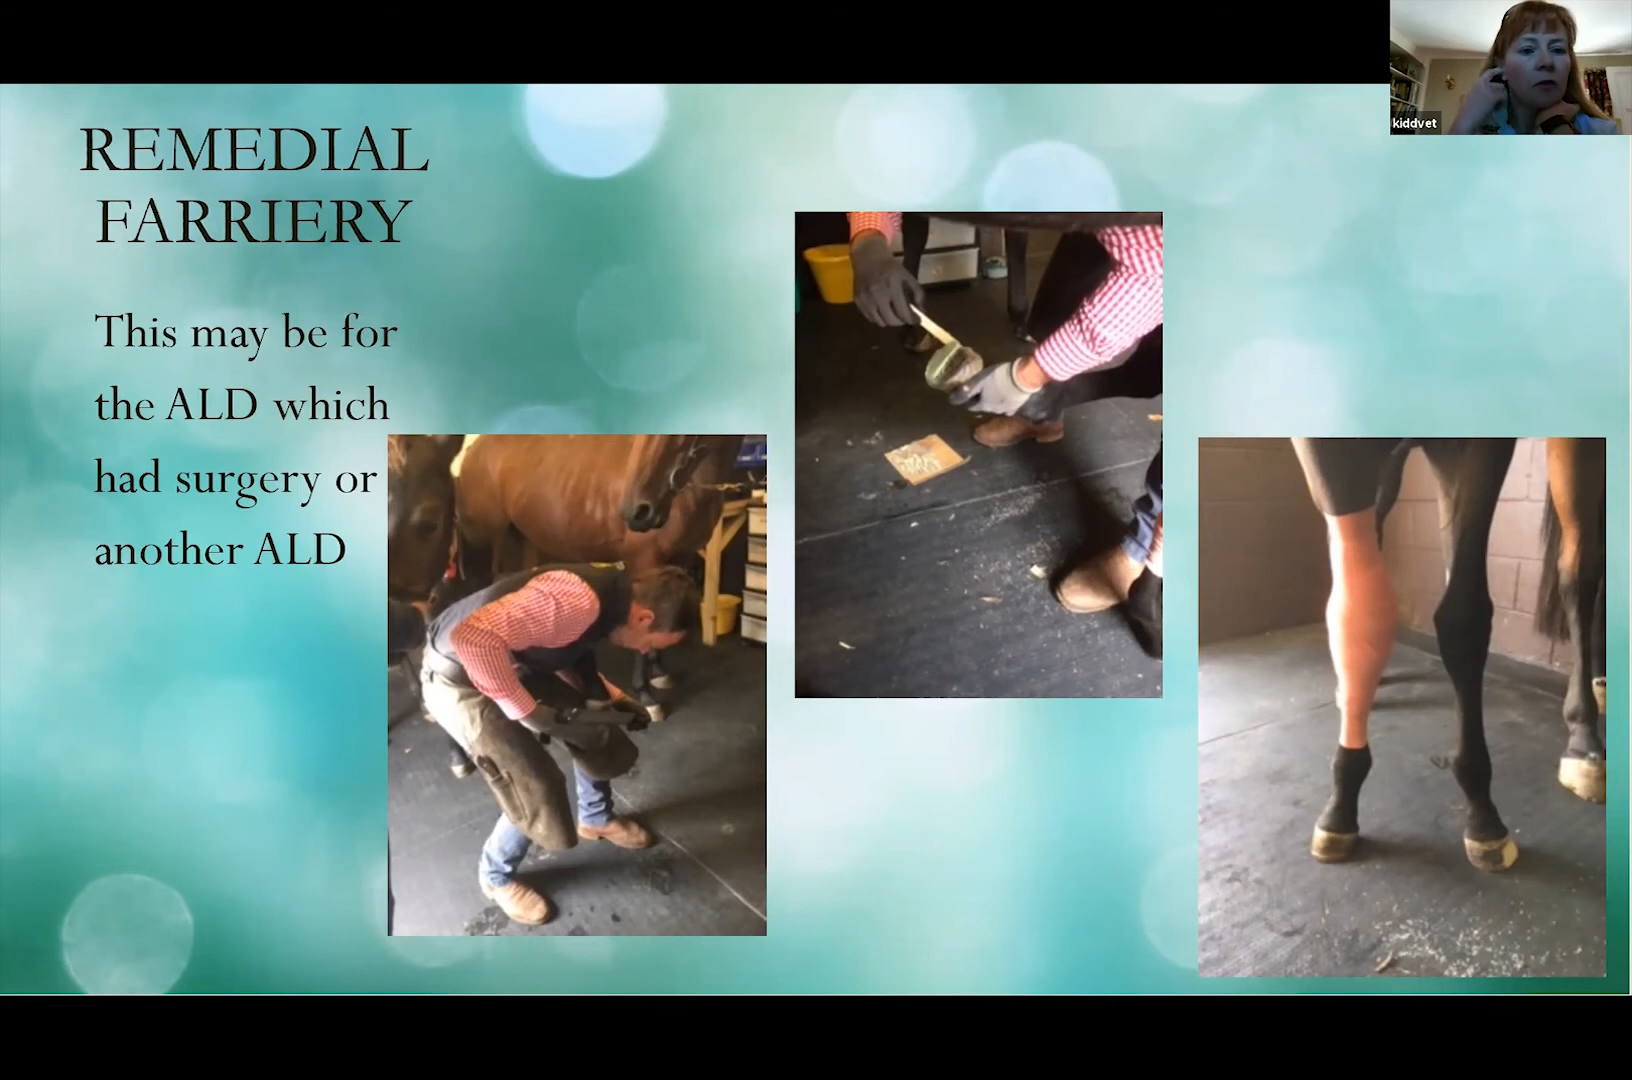 REMEDIAL
FARRIERY
This may be for
the ALD which
had surgery or
another ALD
kiddvet